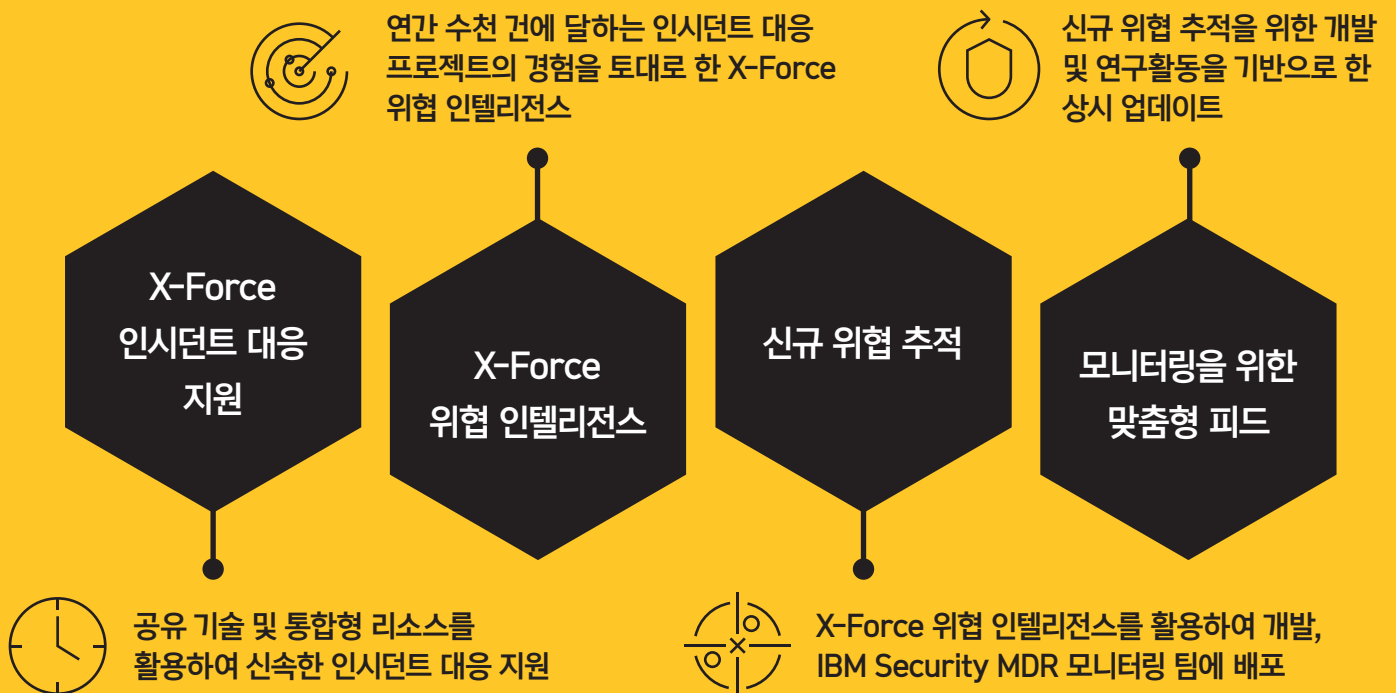 연간 수천 건에 달하는 인시던트 대응
프로젝트의 경험을 토대로 한 X-Force
위협 인텔리전스
신규 위협 추적을 위한 개발
및 연구활동을 기반으로 한
상시 업데이트
X-Force
인시던트 대응
지원
X-Force
위협 인텔리전스
신규 위협 추적
모니터링을 위한
맞춤형 피드
공유 기술 및 통합형 리소스를
활용하여 신속한 인시던트 대응 지원
X-Force 위협 인텔리전스를 활용하여 개발,
IBM Security MDR 모니터링 팀에 배포